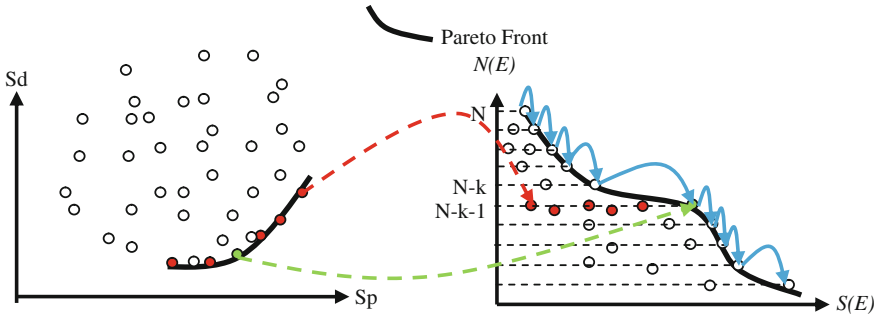 Pareto Front
Sd
Sp
N(E)
N
N-k
N-k-1
S(E)